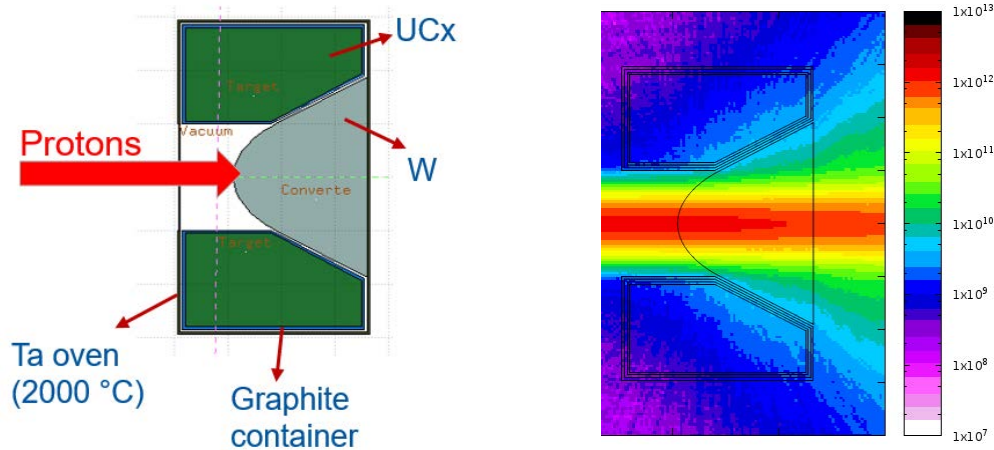 UCx
Target
Vacuum
Protons
W
Converte
Target
Ta oven
(2000 °C)
Graphite
container
1x10¹³
1x10¹²
1x10¹¹
1x10¹⁰
1x10⁹
1x10⁸
1x10⁷